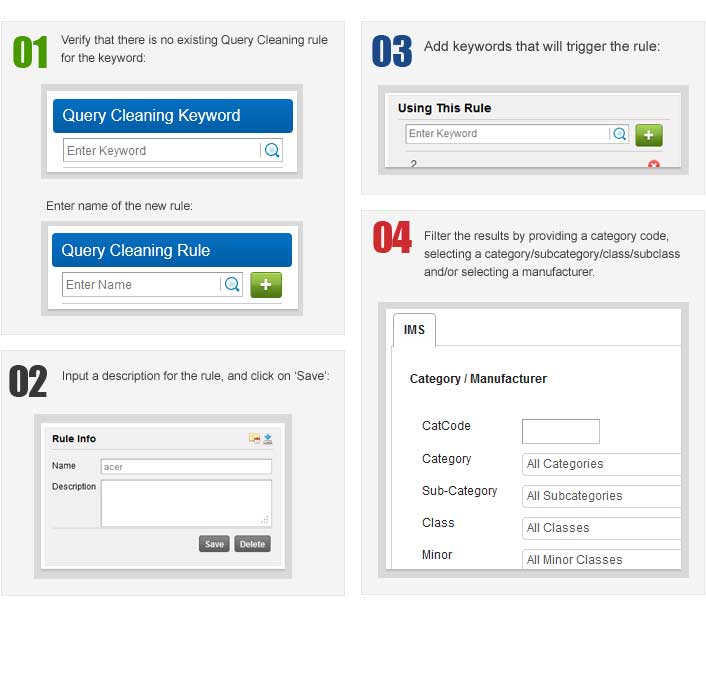 01
Verify that there is no existing Query Cleaning rule
for the keyword:
Query Cleaning Keyword
Enter Keyword
Enter name of the new rule:
Query Cleaning Rule
Enter Name
+
02
Input a description for the rule, and click on ‘Save’:
Rule Info
Name
acer
Description
Save Delete
03
Add keywords that will trigger the rule:
Using This Rule
Enter Keyword
+
2
04
Filter the results by providing a category code,
selecting a category/subcategory/class/subclass
and/or selecting a manufacturer.
IMS
Category / Manufacturer
CatCode
Category All Categories
Sub-Category All Subcategories
Class All Classes
Minor All Minor Classes